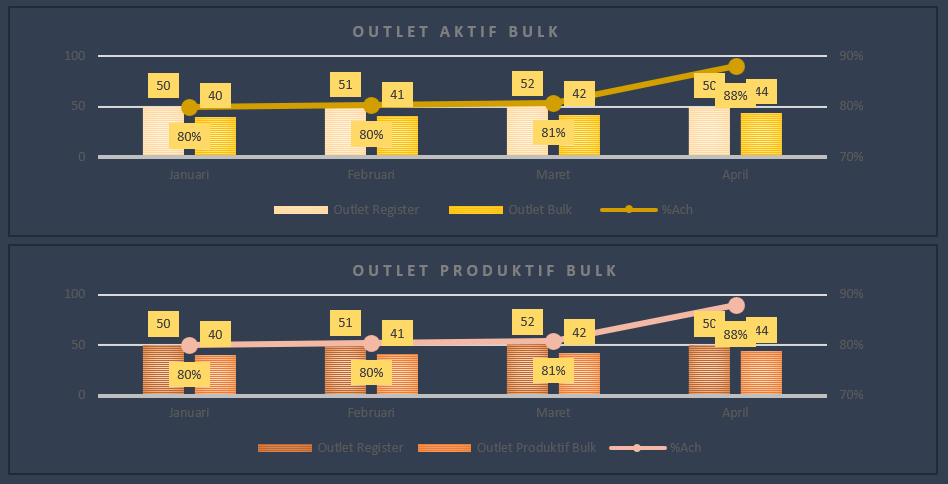 OUTLET AKTIF BULK
100
90%
50
51
52
50
44
40
41
42
88%
50
80%
80%
80%
81%
0
70%
Januari
Februari
Maret
April
Outlet Register
Outlet Bulk
%Ach
OUTLET PRODUKTIF BULK
100
90%
50
51
52
50
44
40
41
42
88%
50
80%
80%
80%
81%
0
70%
Januari
Februari
Maret
April
Outlet Register
Outlet Produktif Bulk
%Ach